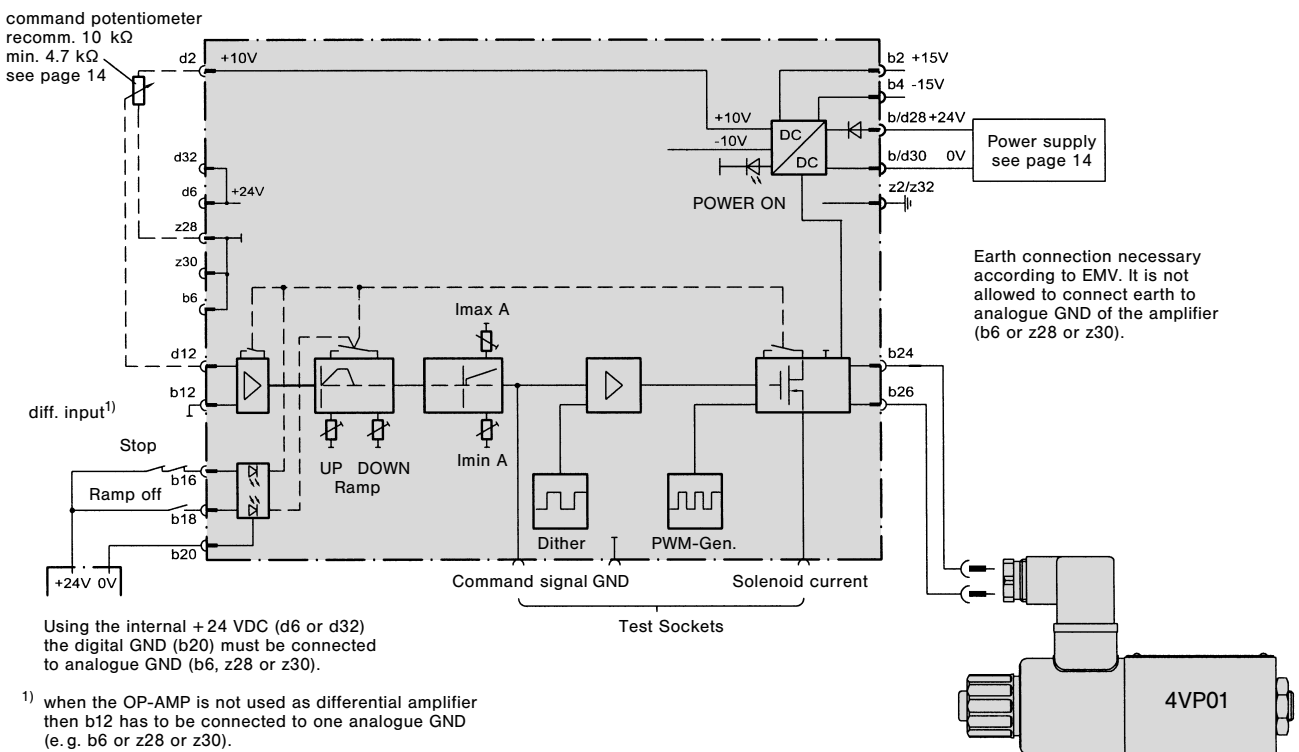 command potentiometer
recomm. 10 kΩ
min. 4.7 kΩ
see page 14
d2
+10V
b2 +15V
b4 -15V
b/d28 +24V
b/d30 0V
Power supply
see page 14
z2/z32
+10V
-10V
DC
DC
POWER ON
d32
d6
+24V
z28
z30
b6
Earth connection necessary
according to EMV. It is not
allowed to connect earth to
analogue GND of the amplifier
(b6 or z28 or z30).
Imax A
d12
b12
b24
b26
diff. input1)
Stop
b16
Ramp off
b18
b20
UP DOWN
Ramp
Imin A
Dither
PWM-Gen.
+24V 0V
Command signal GND
Solenoid current
Test Sockets
Using the internal +24 VDC (d6 or d32)
the digital GND (b20) must be connected
to analogue GND (b6, z28 or z30).
1) when the OP-AMP is not used as differential amplifier
then b12 has to be connected to one analogue GND
(e.g. b6 or z28 or z30).
4VP01